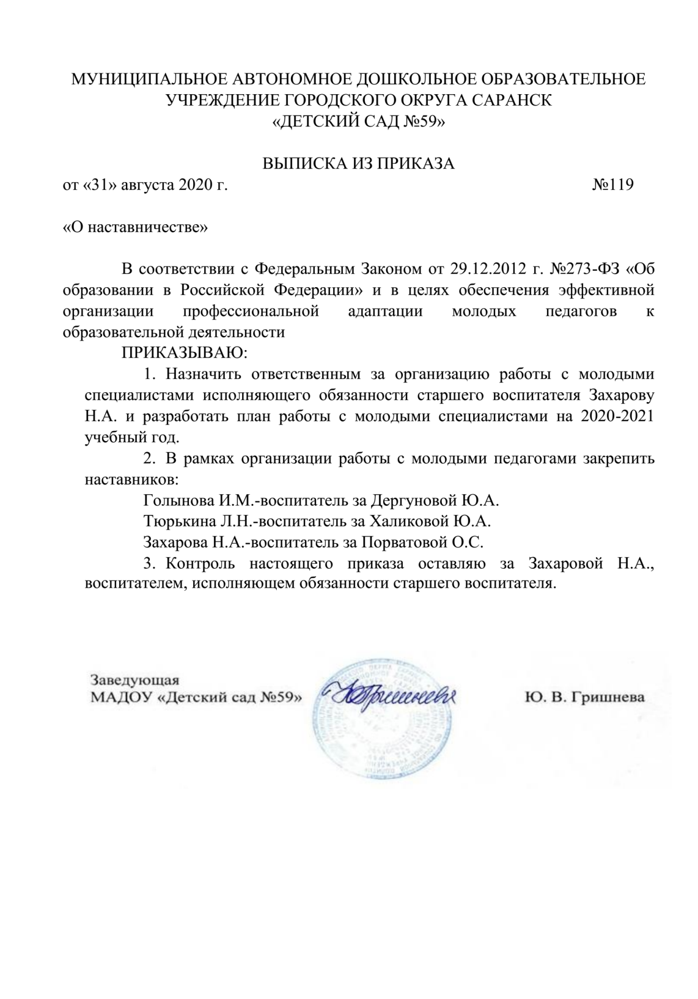 МУНИЦИПАЛЬНОЕ АВТОНОМНОЕ ДОШКОЛЬНОЕ ОБРАЗОВАТЕЛЬНОЕ
УЧРЕЖДЕНИЕ ГОРОДСКОГО ОКРУГА САРАНСК
«ДЕТСКИЙ САД №59»
ВЫПИСКА ИЗ ПРИКАЗА
от «31» августа 2020 г. №119
«О наставничестве»
В соответствии с Федеральным Законом от 29.12.2012 г. №273-ФЗ «Об
образовании в Российской Федерации» и в целях обеспечения эффективной
организации профессиональной адаптации молодых педагогов к
образовательной деятельности
ПРИКАЗЫВАЮ:
1. Назначить ответственным за организацию работы с молодыми
специалистами исполняющего обязанности старшего воспитателя Захарову
Н.А. и разработать план работы с молодыми специалистами на 2020-2021
учебный год.
2. В рамках организации работы с молодыми педагогами закрепить
наставников:
Голынова И.М.-воспитатель за Дергуновой Ю.А.
Тюрькина Л.Н.-воспитатель за Халиковой Ю.А.
Захарова Н.А.-воспитатель за Порватовой О.С.
3. Контроль настоящего приказа оставляю за Захаровой Н.А.,
воспитателем, исполняющем обязанности старшего воспитателя.
Заведующая
МАДОУ «Детский сад №59» Ю. В. Гришнева